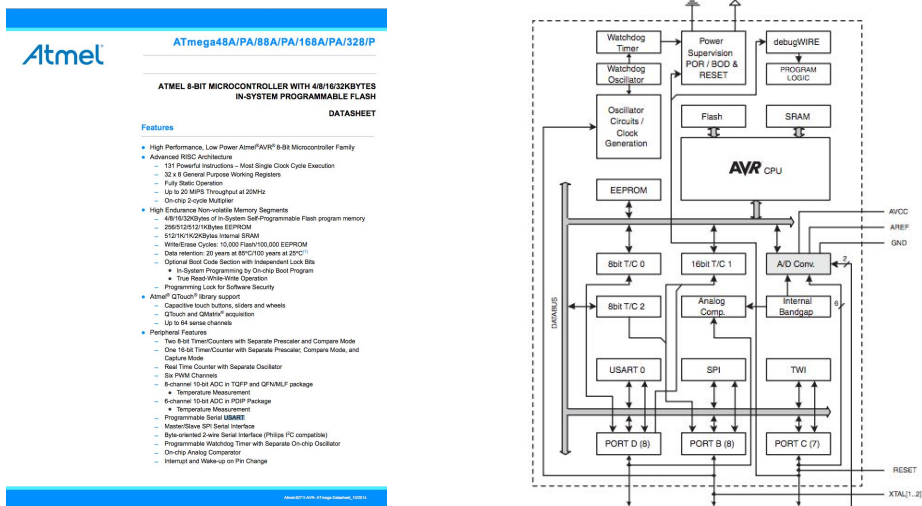 Atmel
ATmega48A/PA/88A/PA/168A/PA/328/P
ATMEL 8-BIT MICROCONTROLLER WITH 4/8/16/32KBYTES
IN-SYSTEM PROGRAMMABLE FLASH
DATASHEET
Features
• High Performance, Low Power Atmel®AVR® 8-Bit Microcontroller Family
• Advanced RISC Architecture
– 131 Powerful Instructions – Most Single Clock Cycle Execution
– 32 x 8 General Purpose Working Registers
– Fully Static Operation
– Up to 20 MIPS Throughput at 20MHz
– On-chip 2-cycle Multiplier
• High Endurance Non-volatile Memory Segments
– 4/8/16/32KBytes of In-System Self-Programmable Flash program memory
– 256/512/512/1KBytes EEPROM
– 512/1K/1K/2KBytes Internal SRAM
– Write/Erase Cycles: 10,000 Flash/100,000 EEPROM
– Data retention: 20 years at 85°C/100 years at 25°C(1)
– Optional Boot Code Section with Independent Lock Bits
• In-System Programming by On-chip Boot Program
• True Read-While-Write Operation
– Programming Lock for Software Security
• Atmel® QTouch® library support
– Capacitive touch buttons, sliders and wheels
– QTouch and QMatrix® acquisition
– Up to 64 sense channels
• Peripheral Features
– Two 8-bit Timer/Counters with Separate Prescaler and Compare Mode
– One 16-bit Timer/Counter with Separate Prescaler, Compare Mode, and
Capture Mode
– Real Time Counter with Separate Oscillator
– Six PWM Channels
– 8-channel 10-bit ADC in TQFP and QFN/MLF package
• Temperature Measurement
– 6-channel 10-bit ADC in PDIP Package
• Temperature Measurement
– Programmable Serial USART
– Master/Slave SPI Serial Interface
– Byte-oriented 2-wire Serial Interface (Philips I²C compatible)
– Programmable Watchdog Timer with Separate On-chip Oscillator
– On-chip Analog Comparator
– Interrupt and Wake-up on Pin Change
Watchdog
Timer
Power
Supervision
POR / BOD &
RESET
debugWIRE
Watchdog
Oscillator
PROGRAM
LOGIC
Oscillator
Circuits /
Clock
Generation
Flash
SRAM
AVR CPU
EEPROM
AVCC
AREF
GND
8bit T/C 0
16bit T/C 1
A/D Conv.
2
DATABUS
8bit T/C 2
Analog
Comp.
Internal
Bandgap
6
USART 0
SPI
TWI
PORT D (8)
PORT B (8)
PORT C (7)
RESET
XTAL[1..2]